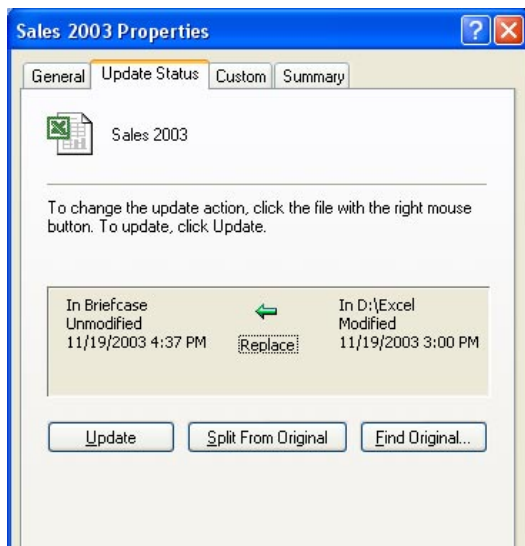 Sales 2003 Properties
General Update Status Custom Summary
Sales 2003
To change the update action, click the file with the right mouse
button. To update, click Update.
In Briefcase In D:\Excel
Unmodified Modified
11/19/2003 4:37 PM Replace 11/19/2003 3:00 PM
Update Split From Original Find Original...